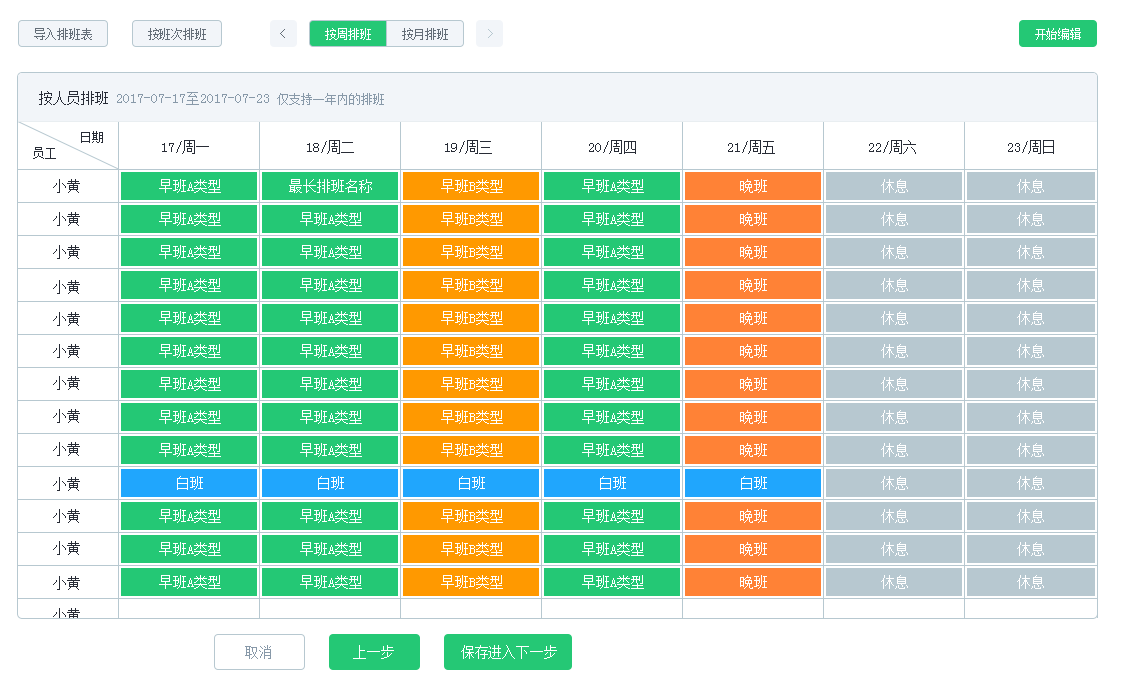 导入排班表 按班次排班 < 按周排班 按月排班 > 开始编辑
按人员排班 2017-07-17至2017-07-23 仅支持一年内的排班
日期
员工 17/周一 18/周二 19/周三 20/周四 21/周五 22/周六 23/周日
小黄 早班A类型 最长排班名称 早班B类型 早班A类型 晚班 休息 休息
小黄 早班A类型 早班A类型 早班B类型 早班A类型 晚班 休息 休息
小黄 早班A类型 早班A类型 早班B类型 早班A类型 晚班 休息 休息
小黄 早班A类型 早班A类型 早班B类型 早班A类型 晚班 休息 休息
小黄 早班A类型 早班A类型 早班B类型 早班A类型 晚班 休息 休息
小黄 早班A类型 早班A类型 早班B类型 早班A类型 晚班 休息 休息
小黄 早班A类型 早班A类型 早班B类型 早班A类型 晚班 休息 休息
小黄 早班A类型 早班A类型 早班B类型 早班A类型 晚班 休息 休息
小黄 早班A类型 早班A类型 早班B类型 早班A类型 晚班 休息 休息
小黄 白班 白班 白班 白班 白班 休息 休息
小黄 早班A类型 早班A类型 早班B类型 早班A类型 晚班 休息 休息
小黄 早班A类型 早班A类型 早班B类型 早班A类型 晚班 休息 休息
小黄 早班A类型 早班A类型 早班B类型 早班A类型 晚班 休息 休息
小黄
取消 上一步 保存进入下一步